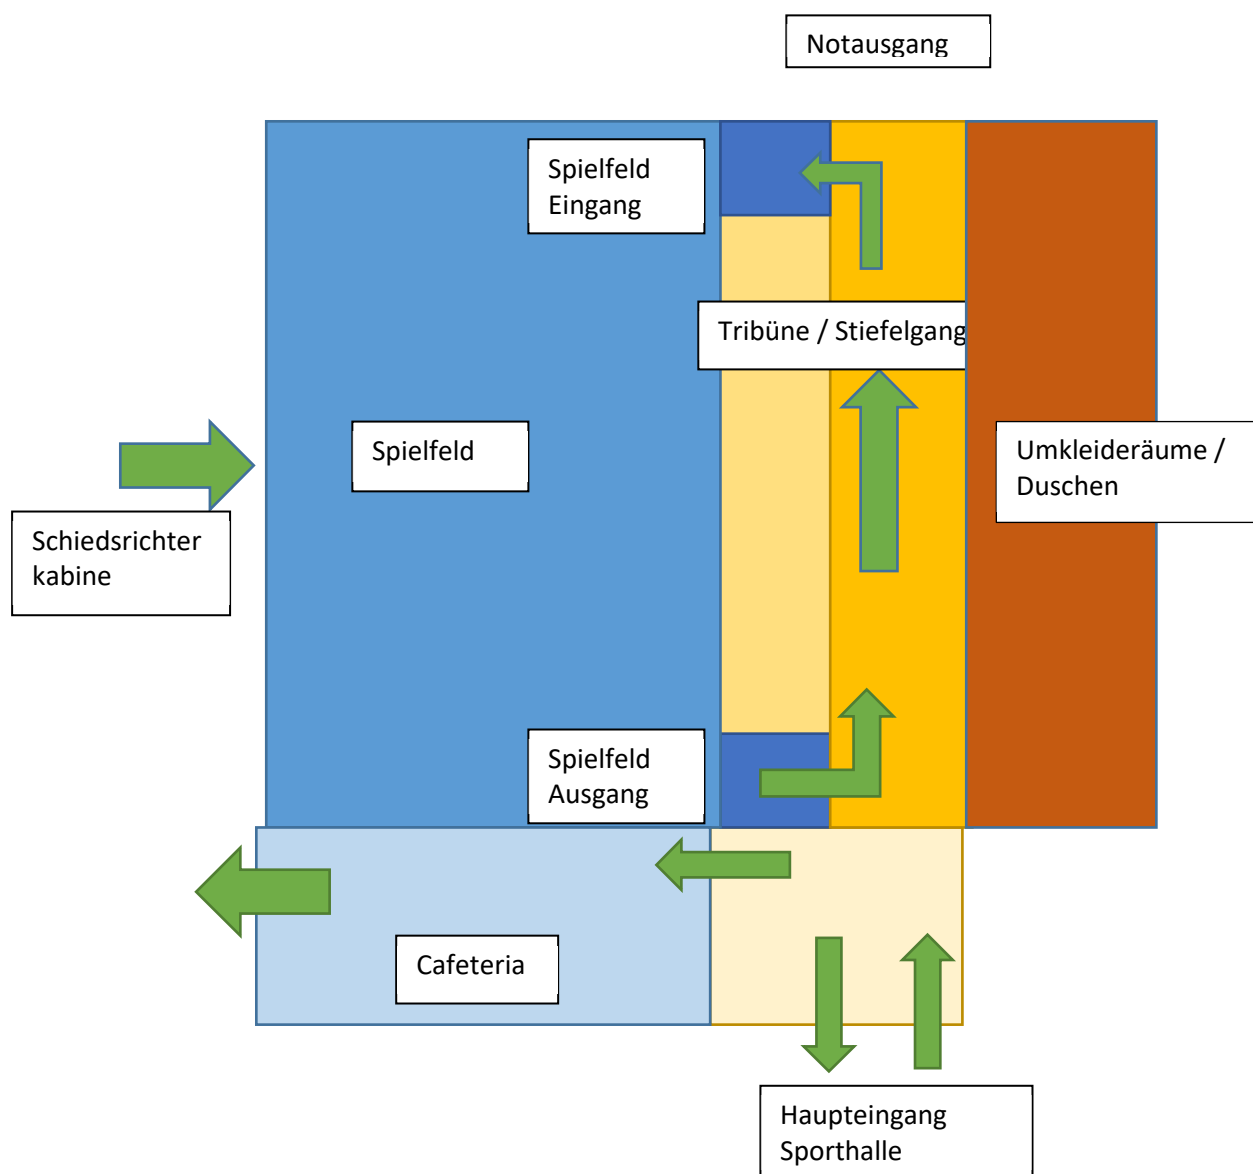 Notausgang
Spielfeld
Eingang
Tribüne / Stiefelgang
Spielfeld
Umkleideräume /
Duschen
Schiedsrichter
kabine
Spielfeld
Ausgang
Cafeteria
Haupteingang
Sporthalle